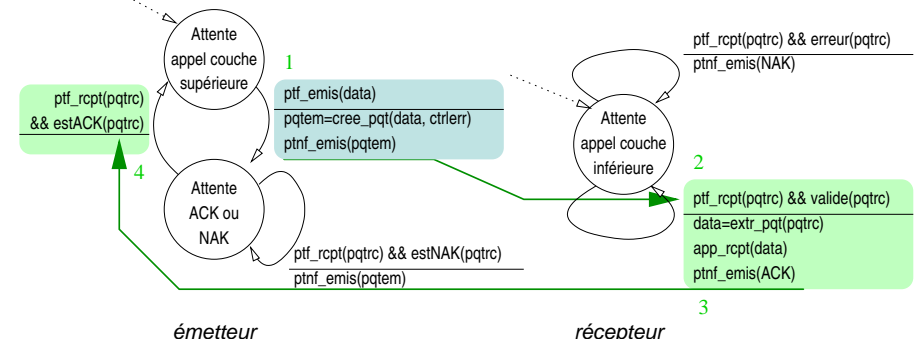 Attente
appel couche
supérieure
1
ptf_emis(data)
pqtem=cree_pqt(data, ctrlerr)
ptnf_emis(pqtem)
ptf_rcpt(pqtrc)
&& estACK(pqtrc)
4
Attente
ACK ou
NAK
ptf_rcpt(pqtrc) && estNAK(pqtrc)
ptnf_emis(pqtem)
émetteur
ptf_rcpt(pqtrc) && erreur(pqtrc)
ptnf_emis(NAK)
Attente
appel couche
inférieure
2
ptf_rcpt(pqtrc) && valide(pqtrc)
data=extr_pqt(pqtrc)
app_rcpt(data)
ptnf_emis(ACK)
3
récepteur